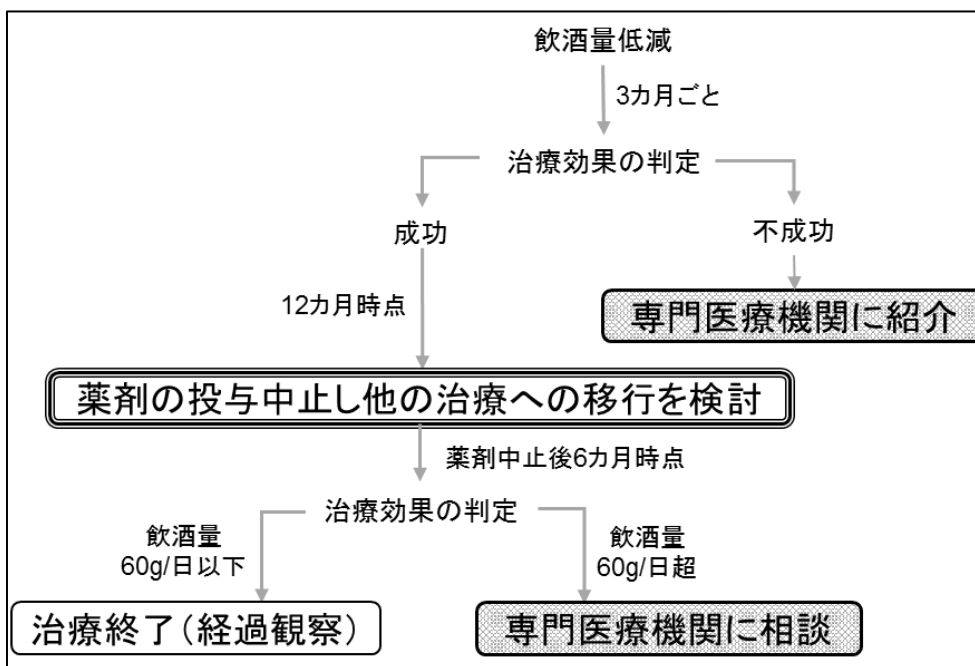 飲酒量低減
3カ月ごと
治療効果の判定
成功
不成功
12カ月時点
専門医療機関に紹介
薬剤の投与中止し他の治療への移行を検討
薬剤中止後6カ月時点
治療効果の判定
飲酒量
60g/日以下
飲酒量
60g/日超
治療終了(経過観察)
専門医療機関に相談